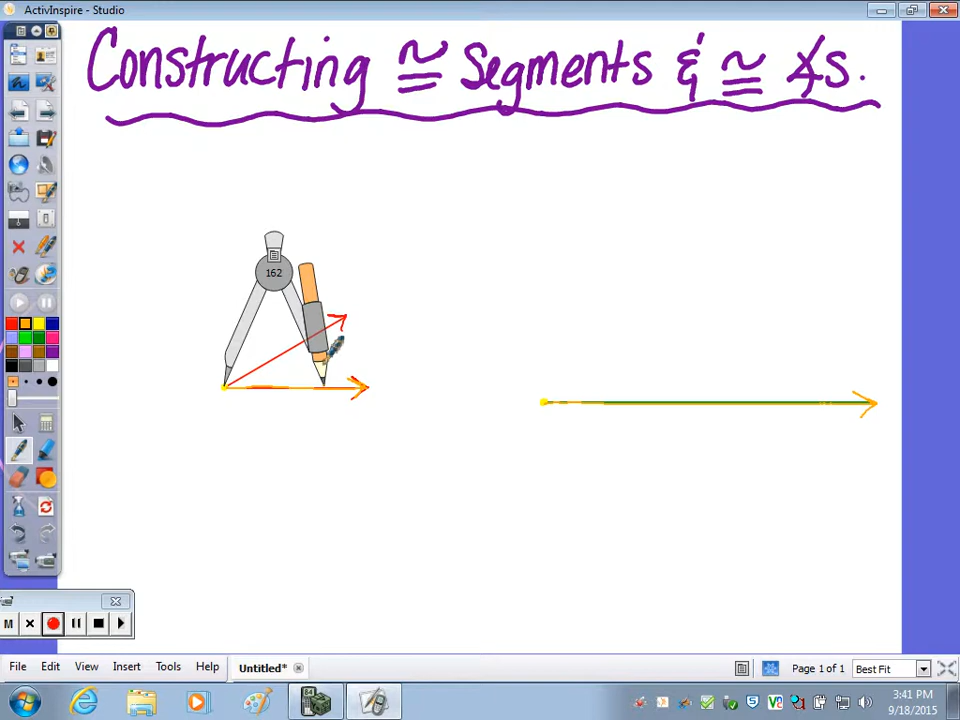 ActivInspire - Studio
Constructing ≅ Segments & ≅ ∡s.
162
M
File Edit View Insert Tools Help Untitled* Page 1 of 1 Best Fit
3:41 PM
9/18/2015